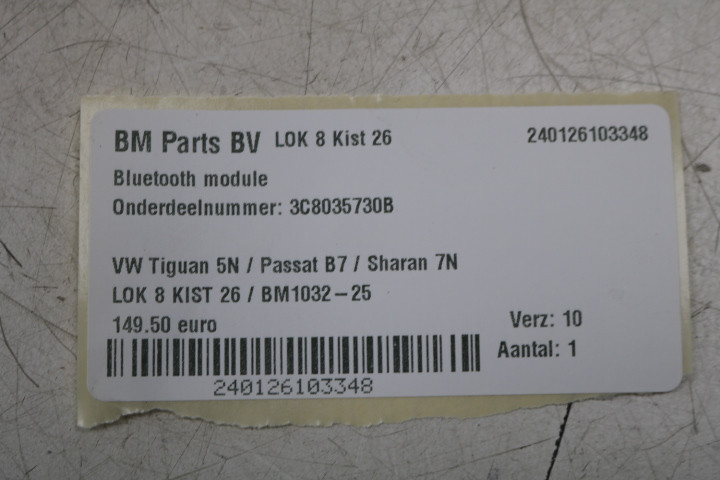 BM Parts BV LOK 8 Kist 26 240126103348
Bluetooth module
Onderdeelnummer: 3C8035730B
VW Tiguan 5N / Passat B7 / Sharan 7N
LOK 8 KIST 26 / BM1032-25
149.50 euro Verz: 10
Aantal: 1
240126103348